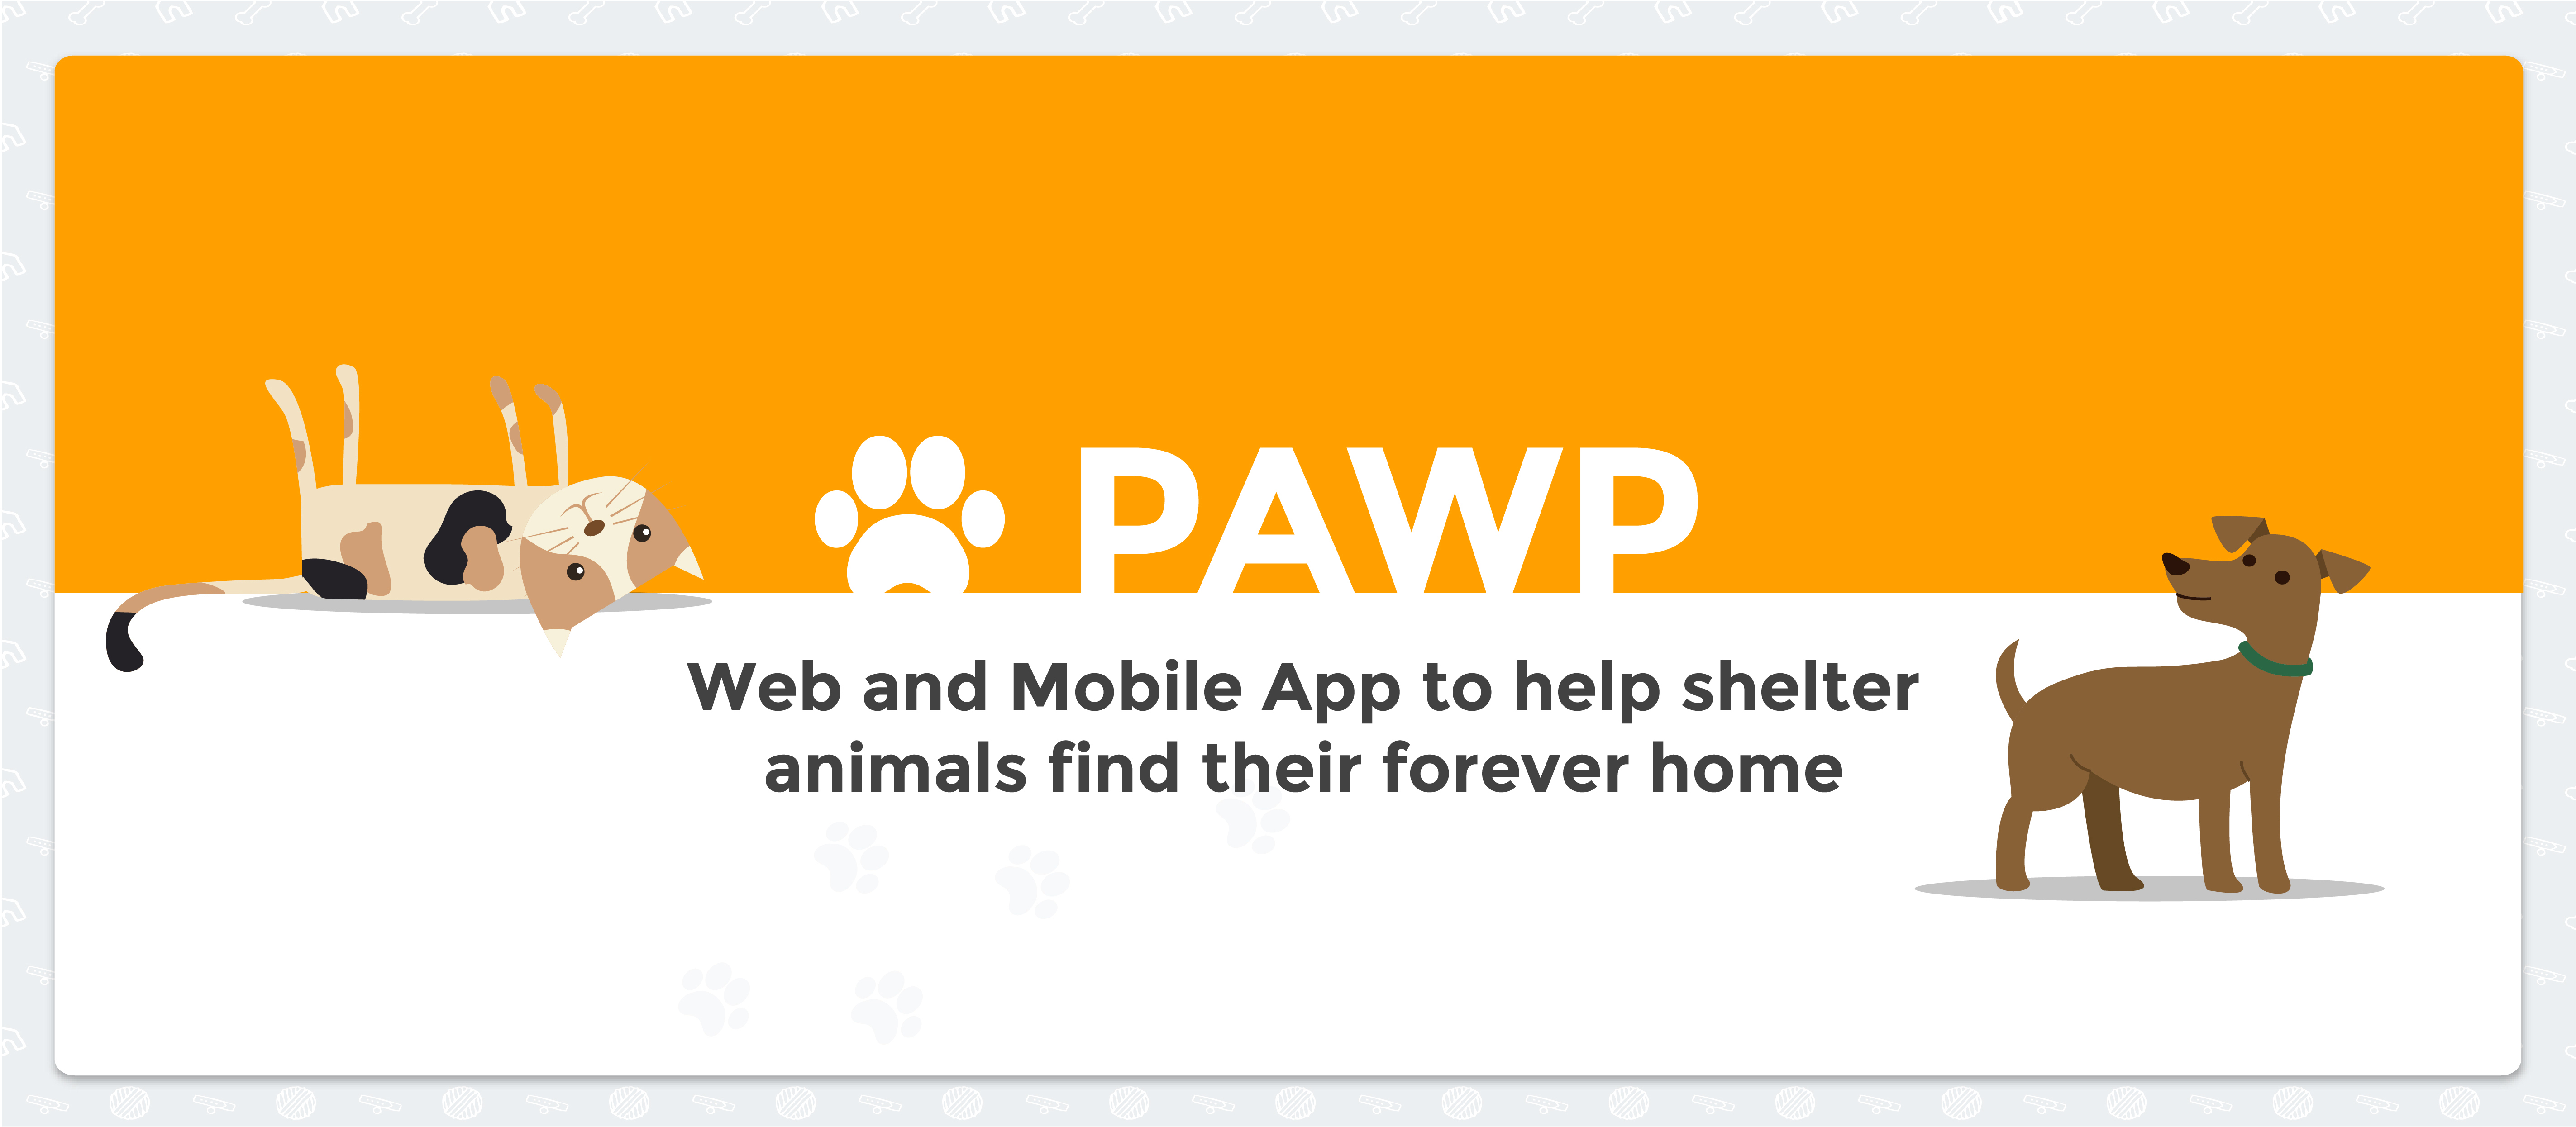 PAWP
Web and Mobile App to help shelter
animals find their forever home